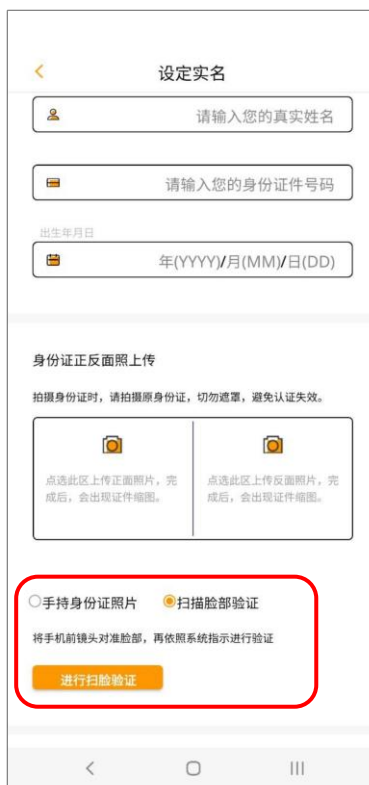 设定实名
请输入您的真实姓名
请输入您的身份证件号码
出生年月日
年(YYYY)/月(MM)/日(DD)
身份证正反面照上传
拍摄身份证时，请拍摄原身份证，切勿遮罩，避免认证失效。
点选此区上传正面照片，完
成后，会出现证件缩图。
点选此区上传反面照片，完
成后，会出现证件缩图。
手持身份证照片 扫描脸部验证
将手机前镜头对准脸部，再依照系统指示进行验证
进行扫脸验证